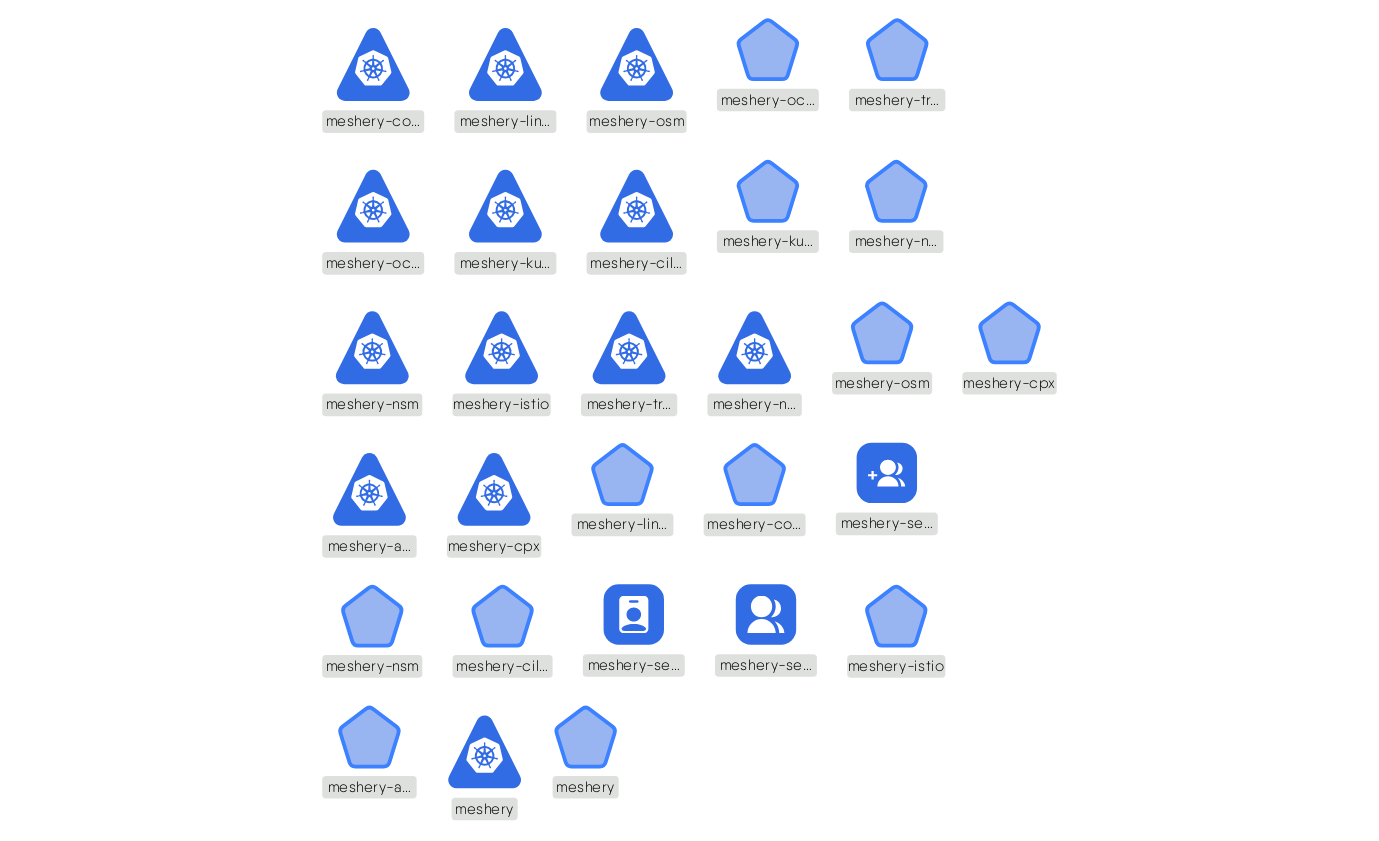 meshery-co...
meshery-lin...
meshery-osm
meshery-oc...
meshery-tr...
meshery-oc...
meshery-ku...
meshery-cil...
meshery-ku...
meshery-n...
meshery-nsm
meshery-istio
meshery-tr...
meshery-n...
meshery-osm
meshery-cpx
meshery-a...
meshery-cpx
meshery-lin...
meshery-co...
meshery-se...
meshery-nsm
meshery-cil...
meshery-se...
meshery-se...
meshery-istio
meshery-a...
meshery
meshery